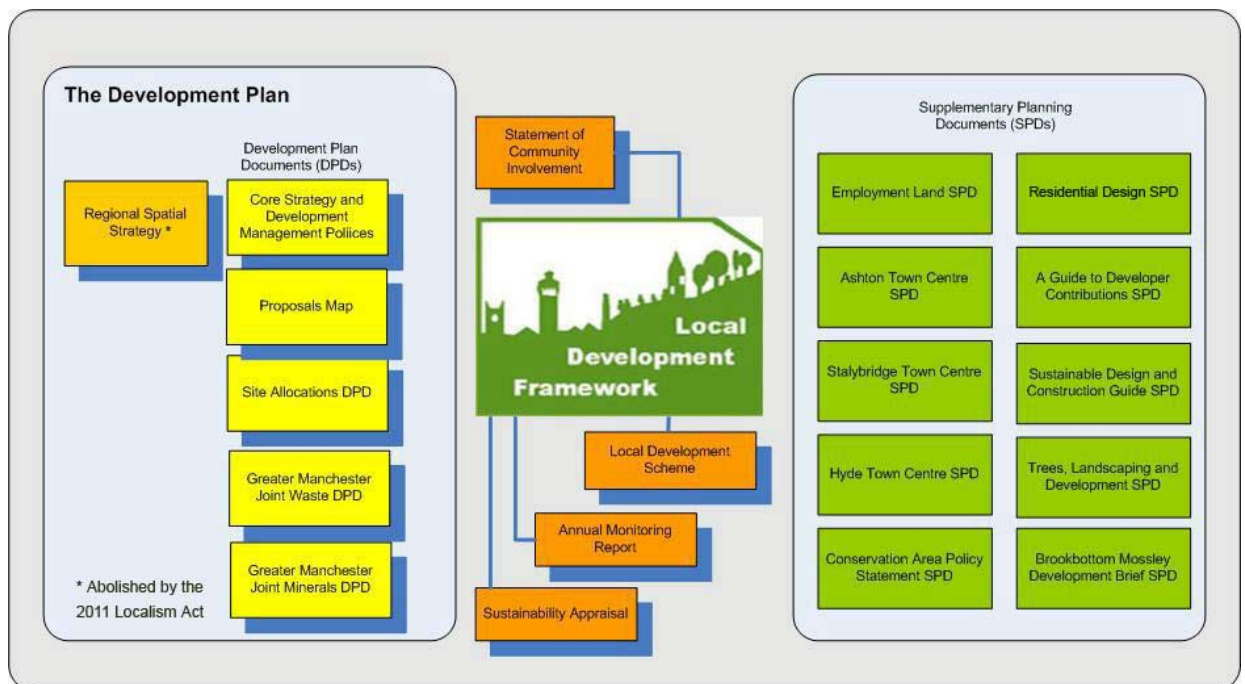 The Development Plan
Development Plan
Documents (DPDs)
Regional Spatial
Strategy *
Core Strategy and
Development
Management Poliices
Proposals Map
Site Allocations DPD
Greater Manchester
Joint Waste DPD
Greater Manchester
Joint Minerals DPD
* Abolished by the
2011 Localism Act
Statement of
Community
Involvement
Local
Development
Framework
Local Development
Scheme
Annual Monitoring
Report
Sustainability Appraisal
Supplementary Planning
Documents (SPDs)
Employment Land SPD
Residential Design SPD
Ashton Town Centre
SPD
A Guide to Developer
Contributions SPD
Stalybridge Town Centre
SPD
Sustainable Design and
Construction Guide SPD
Hyde Town Centre SPD
Trees, Landscaping and
Development SPD
Conservation Area Policy
Statement SPD
Brookbottom Mossley
Development Brief SPD